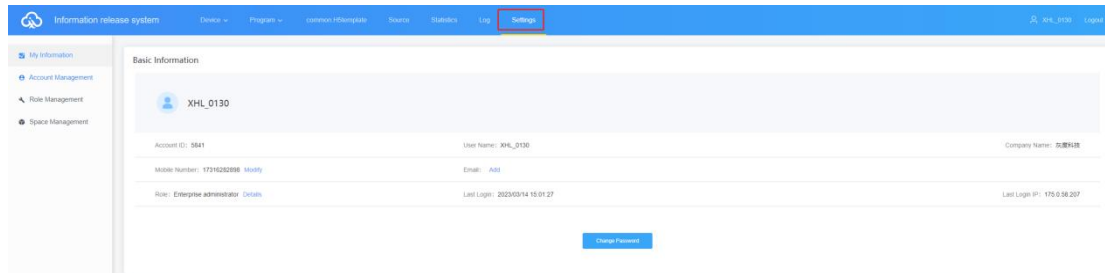 Information release system Device Program common H5template Source Statistics Log Settings XHL_0130 Logout
My Information
Account Management
Role Management
Space Management
Basic Information
XHL_0130
Account ID: 5841 User Name: XHL_0130 Company Name: 灰度科技
Mobile Number: 17316282898 Modify Email: Add
Role: Enterprise administrator Details Last Login: 2023/03/14 15:01:27 Last Login IP: 175.0.58.207
Change Password